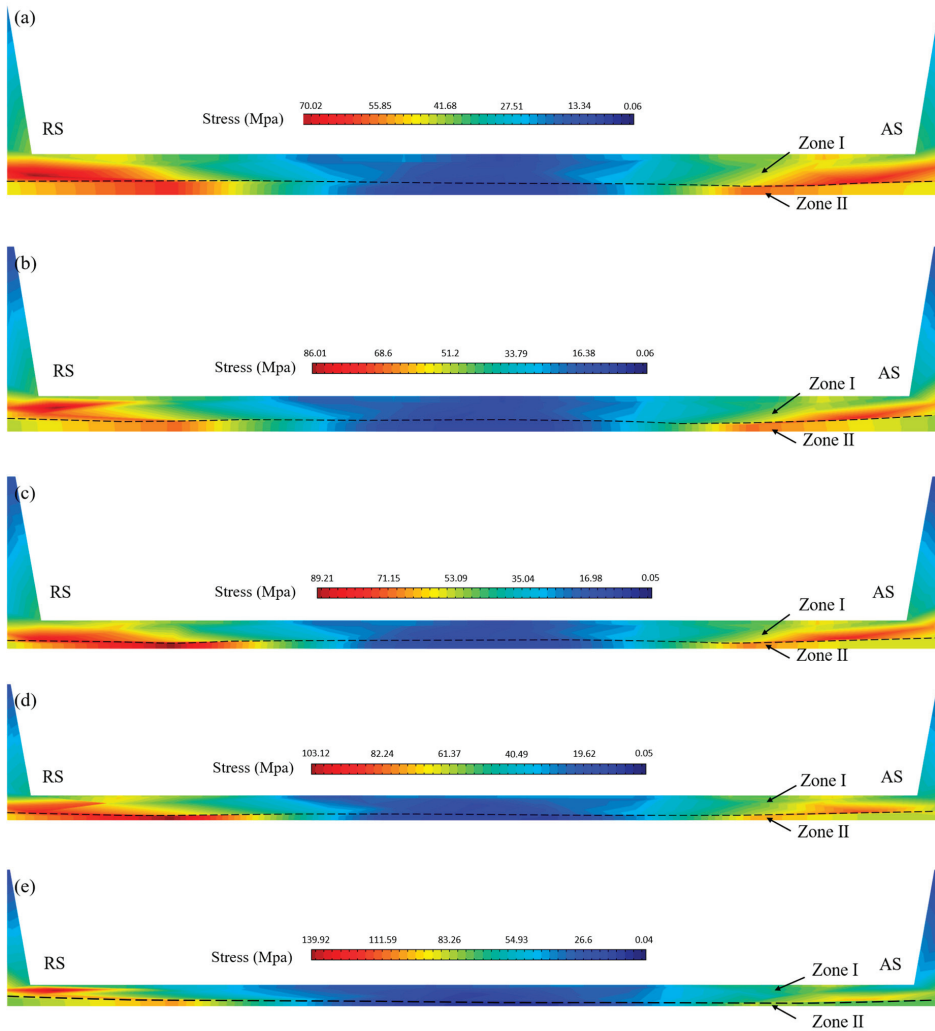 (a)
70.02 55.85 41.68 27.51 13.34 0.06
Stress (Mpa)
RS
AS
Zone I
Zone II
(b)
86.01 68.6 51.2 33.79 16.38 0.06
Stress (Mpa)
RS
AS
Zone I
Zone II
(c)
89.21 71.15 53.09 35.04 16.98 0.05
Stress (Mpa)
RS
AS
Zone I
Zone II
(d)
103.12 82.24 61.37 40.49 19.62 0.05
Stress (Mpa)
RS
AS
Zone I
Zone II
(e)
139.92 111.59 83.26 54.93 26.6 0.04
Stress (Mpa)
RS
AS
Zone I
Zone II